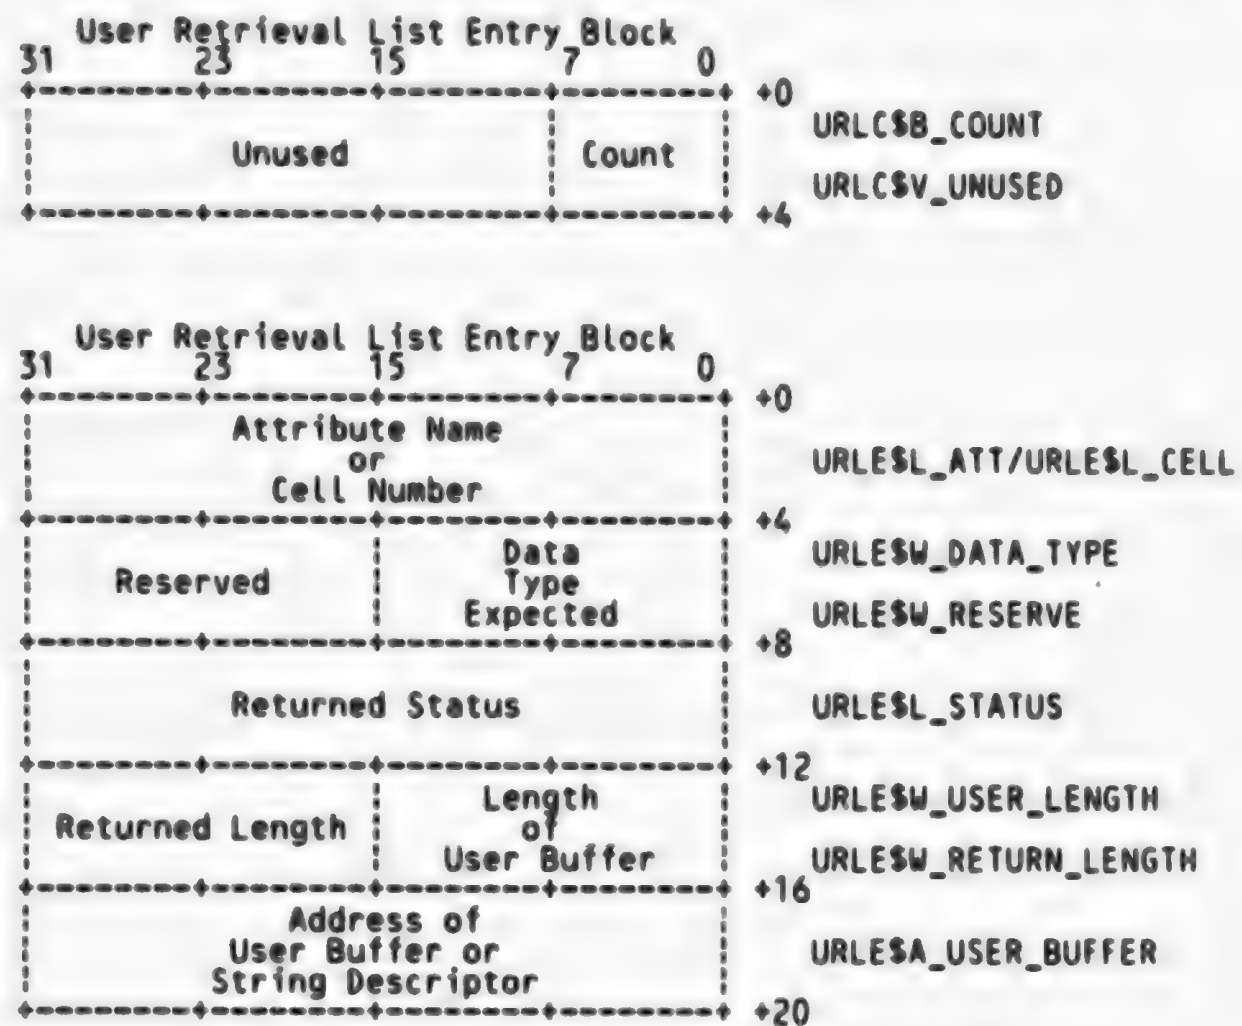 User Retrieval List Entry Block
31 23 15 7 0
+---------+---------+---------+---------+ +0
| Unused | Count | URLC$B_COUNT
URLC$V_UNUSED
+---------+---------+---------+---------+ +4
User Retrieval List Entry Block
31 23 15 7 0
+---------+---------+---------+---------+ +0
Attribute Name
or
Cell Number
URLE$L_ATT/URLE$L_CELL
+---------+---------+---------+---------+ +4
Reserved
Data
Type
Expected
URLE$W_DATA_TYPE
URLE$W_RESERVE
+---------+---------+---------+---------+ +8
Returned Status URLE$L_STATUS
+---------+---------+---------+---------+ +12
Returned Length
Length
of
User Buffer
URLE$W_USER_LENGTH
URLE$W_RETURN_LENGTH
+---------+---------+---------+---------+ +16
Address of
User Buffer or
String Descriptor
URLE$A_USER_BUFFER
+---------+---------+---------+---------+ +20